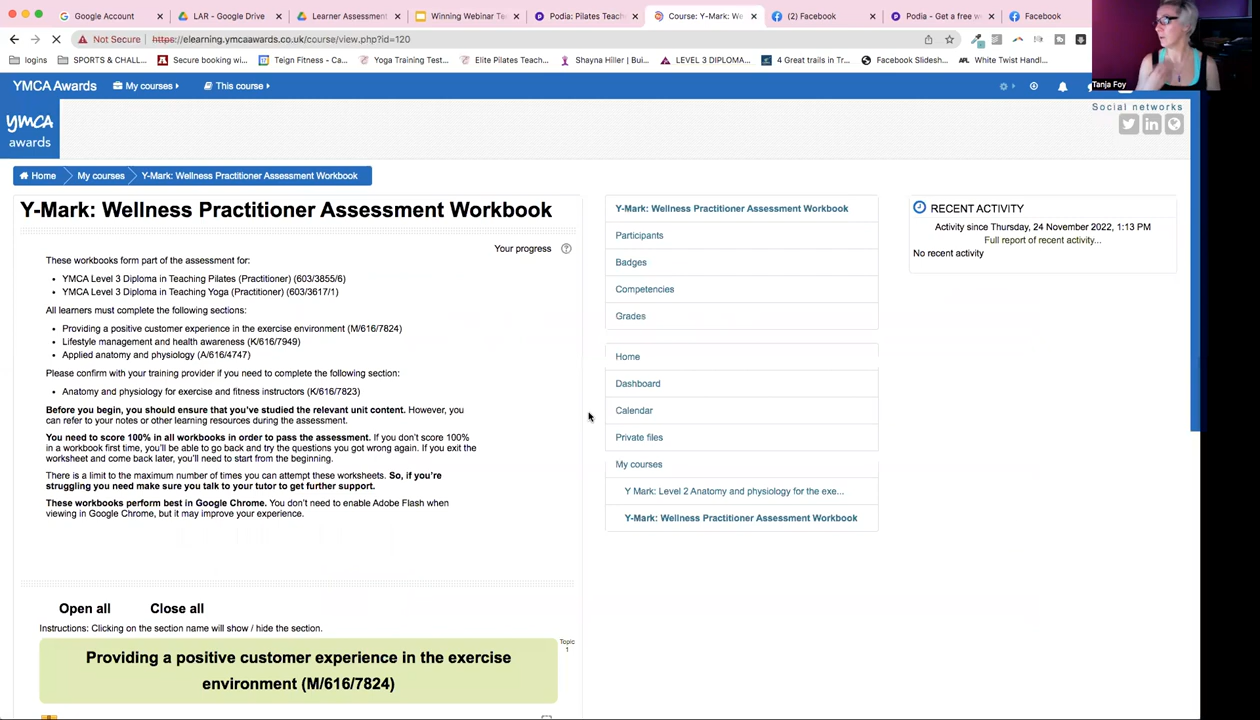 Google Account
LAR - Google Drive
Learner Assessment
Winning Webinar Te
Podia: Pilates Teac
Course: Y-Mark: We
(2) Facebook
Podia - Get a free w
Facebook
Not Secure
https://elearning.ymcaawards.co.uk/course/view.php?id=120
logins
SPORTS & CHALL...
Secure booking wi...
Teign Fitness - Ca...
Yoga Training Test...
Elite Pilates Teach...
Shayna Hiller | Bui...
LEVEL 3 DIPLOMA...
4 Great trails in Tr...
Facebook Slidesh...
White Twist Handl...
Tanja Foy
YMCA Awards
My courses
This course
Social networks
YMCA
awards
Home
My courses
Y-Mark: Wellness Practitioner Assessment Workbook
Y-Mark: Wellness Practitioner Assessment Workbook
Your progress
These workbooks form part of the assessment for:
YMCA Level 3 Diploma in Teaching Pilates (Practitioner) (603/3855/6)
YMCA Level 3 Diploma in Teaching Yoga (Practitioner) (603/3617/1)
All learners must complete the following sections:
Providing a positive customer experience in the exercise environment (M/616/7824)
Lifestyle management and health awareness (K/616/7949)
Applied anatomy and physiology (A/616/4747)
Please confirm with your training provider if you need to complete the following section:
Anatomy and physiology for exercise and fitness instructors (K/616/7823)
Before you begin, you should ensure that you've studied the relevant unit content. However, you
can refer to your notes or other learning resources during the assessment.
You need to score 100% in all workbooks in order to pass the assessment. If you don't score 100%
in a workbook first time, you'll be able to go back and try the questions you got wrong again. If you exit the
worksheet and come back later, you'll need to start from the beginning.
There is a limit to the maximum number of times you can attempt these worksheets. So, if you're
struggling you need make sure you talk to your tutor to get further support.
These workbooks perform best in Google Chrome. You don't need to enable Adobe Flash when
viewing in Google Chrome, but it may improve your experience.
Open all
Close all
Instructions: Clicking on the section name will show / hide the section.
Providing a positive customer experience in the exercise
environment (M/616/7824)
Topic
1
Y-Mark: Wellness Practitioner Assessment Workbook
Participants
Badges
Competencies
Grades
Home
Dashboard
Calendar
Private files
My courses
Y Mark: Level 2 Anatomy and physiology for the exe...
Y-Mark: Wellness Practitioner Assessment Workbook
RECENT ACTIVITY
Activity since Thursday, 24 November 2022, 1:13 PM
Full report of recent activity...
No recent activity